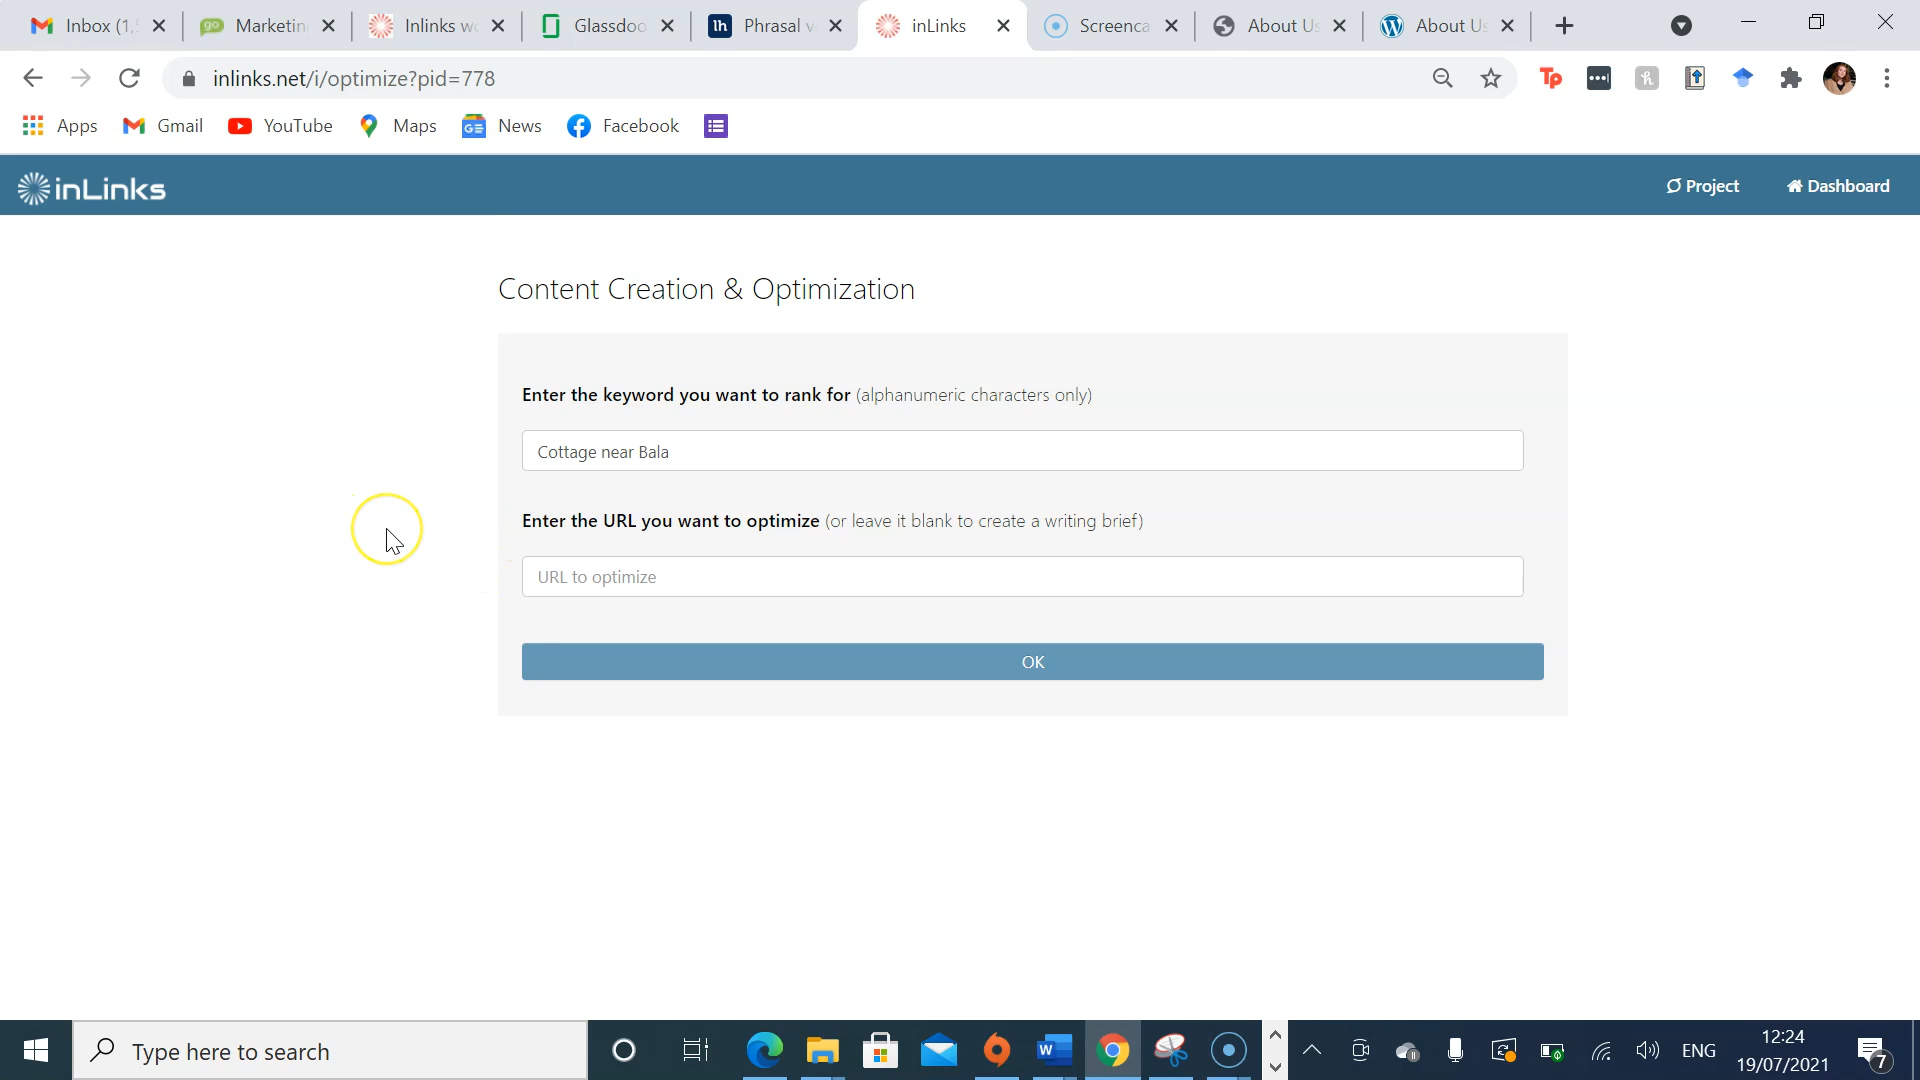 Inbox (1,
Marketin
Inlinks wo
Glassdoo
Phrasal v
inLinks
Screenca
About Us
About Us
inlinks.net/i/optimize?pid=778
Apps
Gmail
YouTube
Maps
News
Facebook
inLinks
Project
Dashboard
Content Creation & Optimization
Enter the keyword you want to rank for (alphanumeric characters only)
Cottage near Bala
Enter the URL you want to optimize (or leave it blank to create a writing brief)
URL to optimize
OK
Type here to search
ENG
12:24
19/07/2021
7